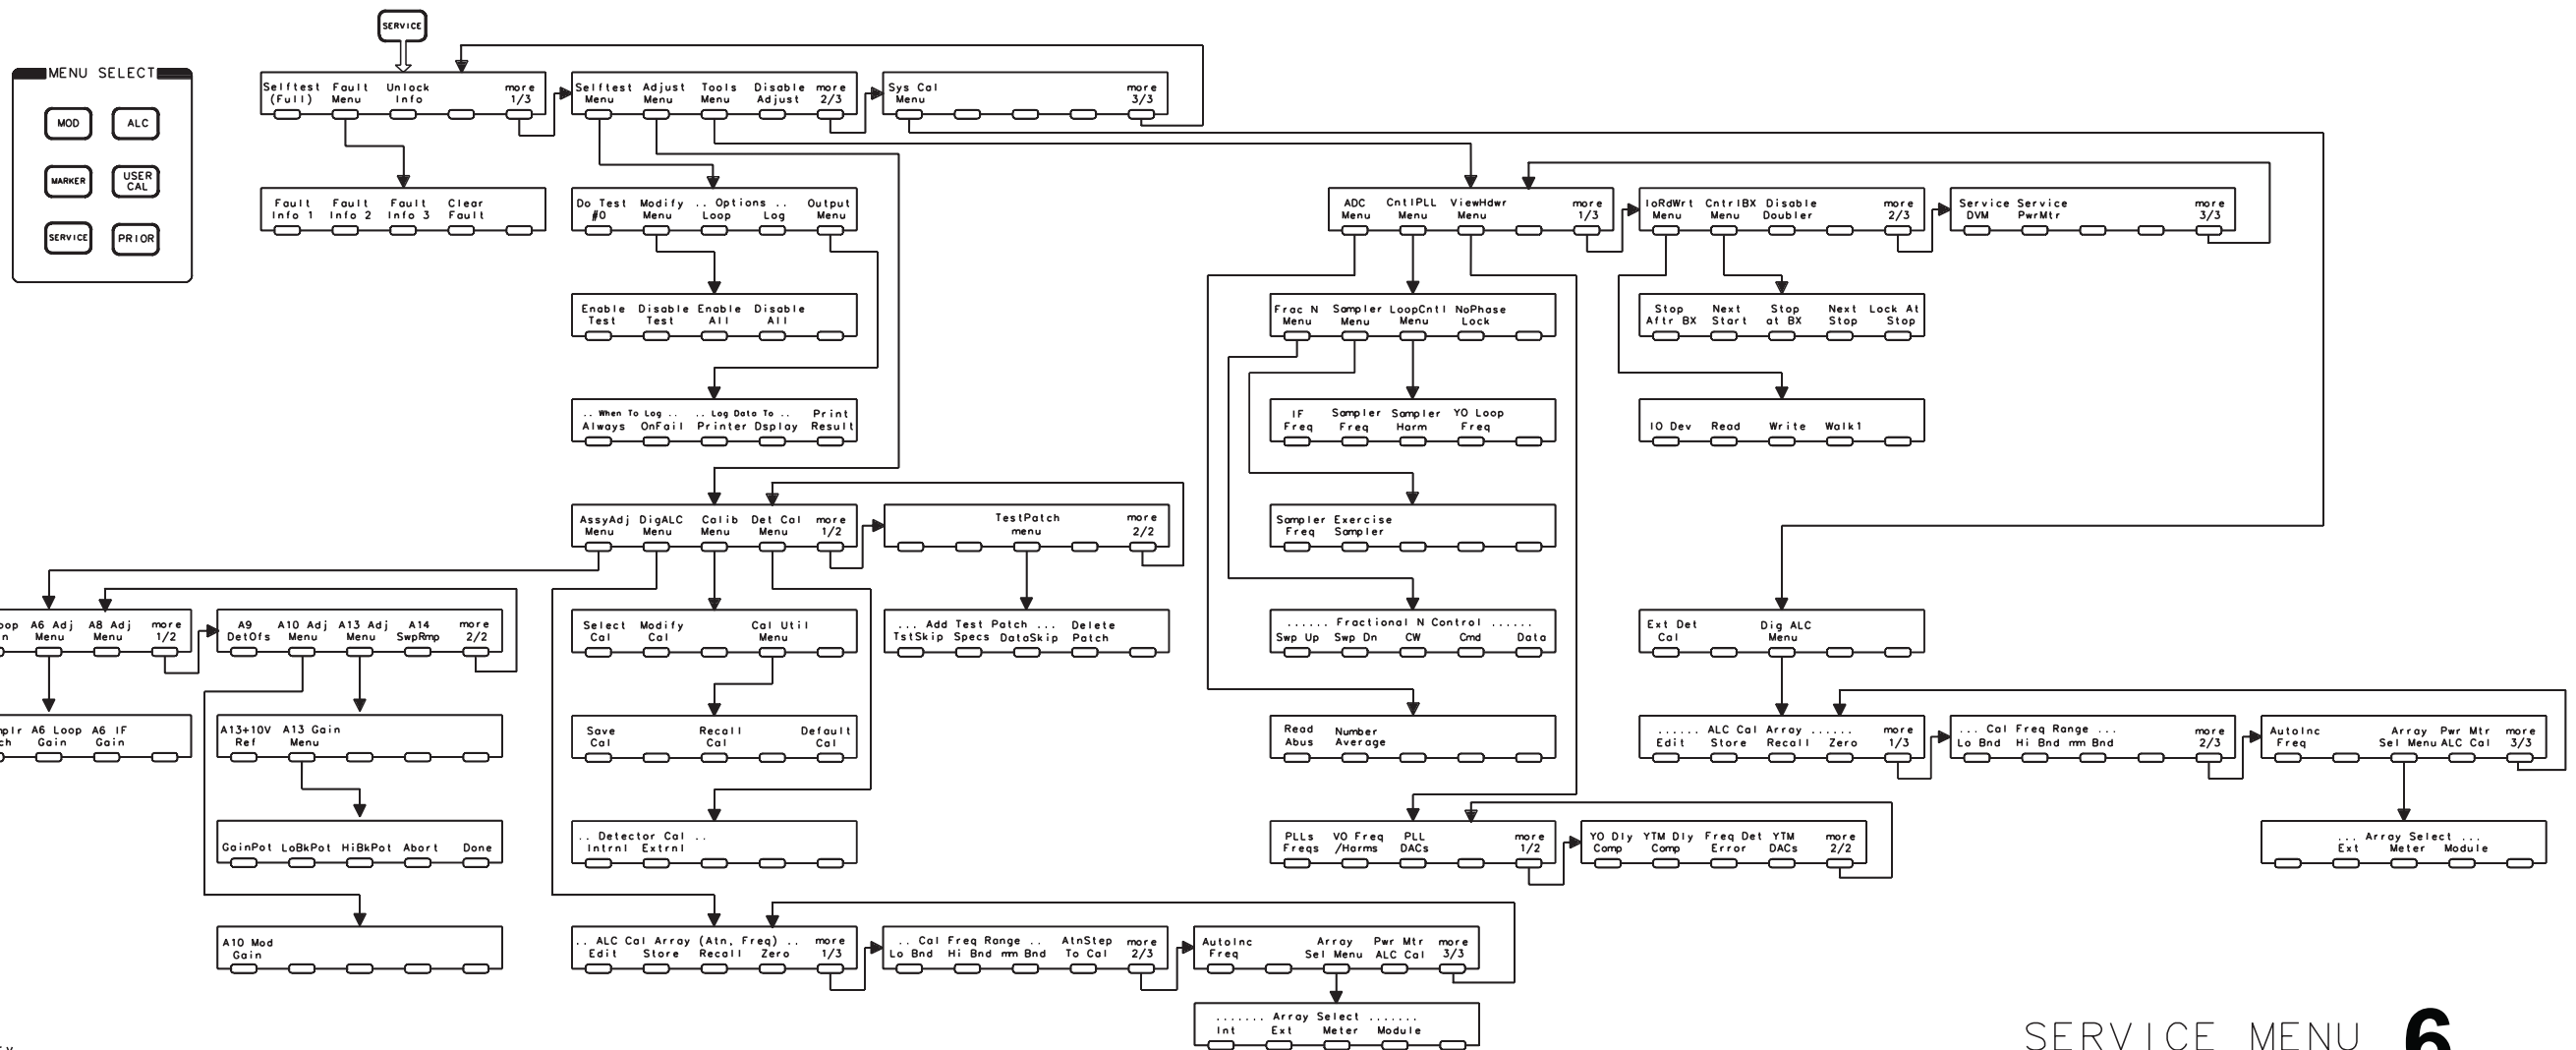 SERVICE
MENU SELECT
MOD ALC
MARKER USER CAL
SERVICE PRIOR
Selftest Fault Unlock more
(Full) Menu Info 1/3
Selftest Adjust Tools Disable more
Menu Menu Menu Adjust 2/3
Sys Cal more
Menu 3/3
Fault Fault Fault Clear
Info 1 Info 2 Info 3 Fault
Do Test Modify .. Options .. Output
#0 Menu Loop Log Menu
ADC CntlPLL ViewHdwr more
Menu Menu Menu 1/3
IoRdWrt CntrlBX Disable more
Menu Menu Doubler 2/3
Service Service more
DVM PwrMtr 3/3
Enable Disable Enable Disable
Test Test All All
Frac N Sampler LoopCntl NoPhase
Menu Menu Menu Lock
Stop Next Stop Next Lock At
Aftr BX Start at BX Stop Stop
.. When To Log .. .. Log Data To .. Print
Always OnFail Printer Dsplay Result
IF Sampler Sampler YO Loop
Freq Freq Harm Freq
IO Dev Read Write Walk1
AssyAdj DigALC Calib Det Cal more
Menu Menu Menu Menu 1/2
TestPatch more
menu 2/2
Sampler Exercise
Freq Sampler
A6 Adj A8 Adj more
Menu Menu 1/2
A9 A10 Adj A13 Adj A14 more
DetOfs Menu Menu SwpRmp 2/2
Select Modify Cal Util
Cal Cal Menu
... Add Test Patch ... Delete
TstSkip Specs DataSkip Patch
...... Fractional N Control ......
Swp Up Swp Dn CW Cmd Data
Ext Det Dig ALC
Cal Menu
A6 Loop A6 IF
Gain Gain
A13+10V A13 Gain
Ref Menu
Save Recall Default
Cal Cal Cal
Read Number
Abus Average
...... ALC Cal Array ......  more
Edit Store Recall Zero 1/3
... Cal Freq Range ... more
Lo Bnd Hi Bnd mm Bnd 2/3
AutoInc Array Pwr Mtr more
Freq Sel Menu ALC Cal 3/3
GainPot LoBkPot HiBkPot Abort Done
.. Detector Cal ..
Intrnl Extrnl
PLLs VO Freq PLL more
Freqs /Harms DACs 1/2
YO Dly YTM Dly Freq Det YTM more
Comp Comp Error DACs 2/2
... Array Select ...
Ext Meter Module
A10 Mod
Gain
.. ALC Cal Array (Atn, Freq) .. more
Edit Store Recall Zero 1/3
.. Cal Freq Range .. AtnStep more
Lo Bnd Hi Bnd mm Bnd To Cal 2/3
AutoInc Array Pwr Mtr more
Freq Sel Menu ALC Cal 3/3
....... Array Select .......
Int Ext Meter Module
SERVICE MENU 6